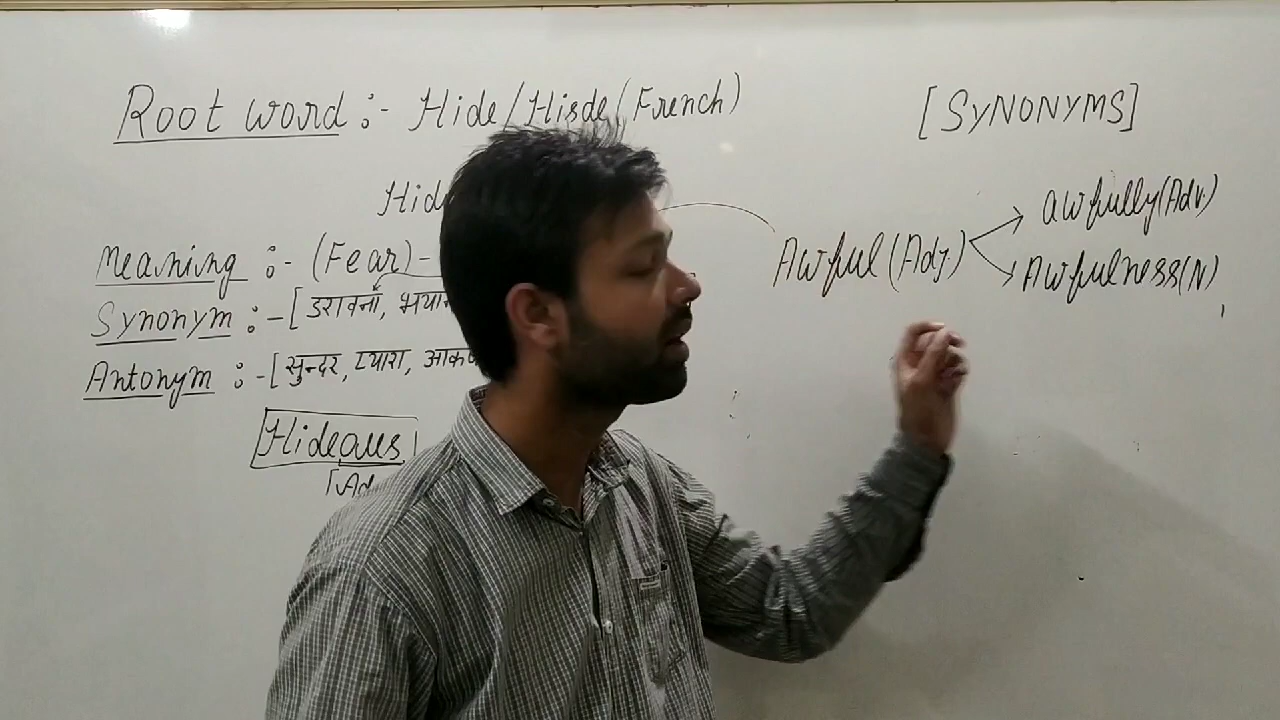 Root word :- Hide/Hisde (French)
[SYNONYMS]
Hid
awfully(Adv.)
Awful(Adj.)
Awfulness(N)
Meaning :- (Fear)-
Synonym :- [डरावना, भया
Antonym :- [सुन्दर, प्यारा, आक
Hideous
[Ad